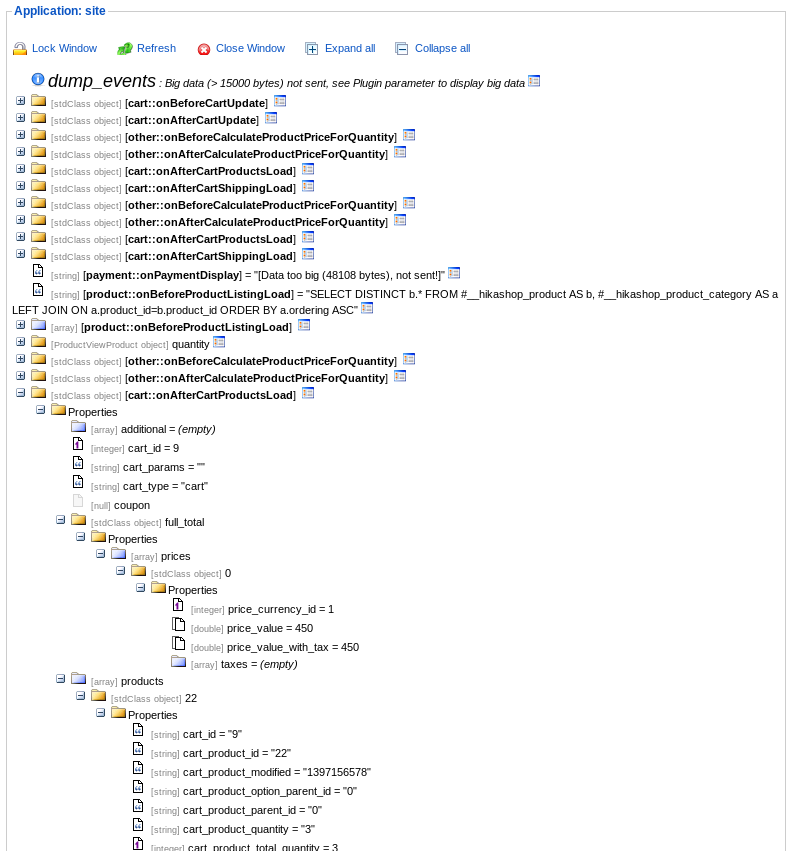 Application: site
Lock Window Refresh Close Window Expand all Collapse all
dump_events : Big data (> 15000 bytes) not sent, see Plugin parameter to display big data
[stdClass object] [cart::onBeforeCartUpdate]
[stdClass object] [cart::onAfterCartUpdate]
[stdClass object] [other::onBeforeCalculateProductPriceForQuantity]
[stdClass object] [other::onAfterCalculateProductPriceForQuantity]
[stdClass object] [cart::onAfterCartProductsLoad]
[stdClass object] [cart::onAfterCartShippingLoad]
[stdClass object] [other::onBeforeCalculateProductPriceForQuantity]
[stdClass object] [other::onAfterCalculateProductPriceForQuantity]
[stdClass object] [cart::onAfterCartProductsLoad]
[stdClass object] [cart::onAfterCartShippingLoad]
[string] [payment::onPaymentDisplay] = "[Data too big (48108 bytes), not sent!]"
[string] [product::onBeforeProductListingLoad] = "SELECT DISTINCT b.* FROM #__hikashop_product AS b, #__hikashop_product_category AS a
LEFT JOIN ON a.product_id=b.product_id ORDER BY a.ordering ASC"
[array] [product::onBeforeProductListingLoad]
[ProductViewProduct object] quantity
[stdClass object] [other::onBeforeCalculateProductPriceForQuantity]
[stdClass object] [other::onAfterCalculateProductPriceForQuantity]
[stdClass object] [cart::onAfterCartProductsLoad]
Properties
[array] additional = (empty)
[integer] cart_id = 9
[string] cart_params = ""
[string] cart_type = "cart"
[null] coupon
[stdClass object] full_total
Properties
[array] prices
[stdClass object] 0
Properties
[integer] price_currency_id = 1
[double] price_value = 450
[double] price_value_with_tax = 450
[array] taxes = (empty)
[array] products
[stdClass object] 22
Properties
[string] cart_id = "9"
[string] cart_product_id = "22"
[string] cart_product_modified = "1397156578"
[string] cart_product_option_parent_id = "0"
[string] cart_product_parent_id = "0"
[string] cart_product_quantity = "3"
[integer] cart_product_total_quantity = 3